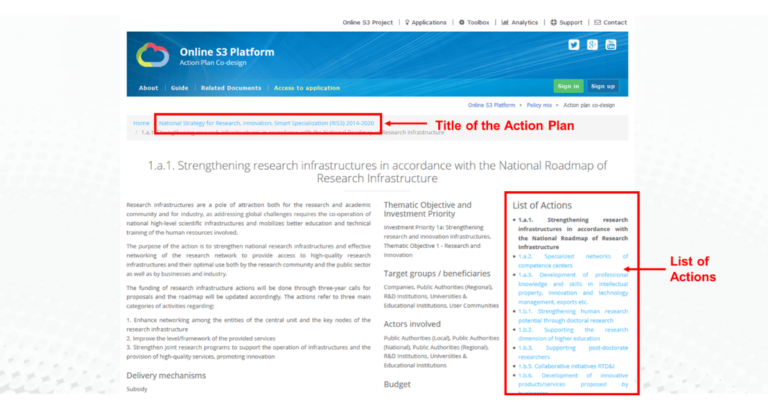 Online S3 Project | Applications | Toolbox | Analytics | Support | Contact
Online S3 Platform
Action Plan Co-design
About | Guide | Related Documents | Access to application
Sign in Sign up
Online S3 Platform » Policy mix » Action plan co-design
Home / National Strategy for Research, Innovation, Smart Specialization (RIS3) 2014-2020
Title of the Action Plan
1.a.1. Strengthening research infrastructures in accordance with the National Roadmap of
Research Infrastructure
Research infrastructures are a pole of attraction both for the research and academic
community and for industry, as addressing global challenges requires the co-operation of
national high-level scientific infrastructures and mobilizes better education and technical
training of the human resources involved.
The purpose of the action is to strengthen national research infrastructures and effective
networking of the research network to provide access to high-quality research
infrastructures and their optimal use both by the research community and the public sector
as well as by businesses and industry.
The funding of research infrastructure actions will be done through three-year calls for
proposals and the roadmap will be updated accordingly. The actions refer to three main
categories of activities regarding:
1. Enhance networking among the entities of the central unit and the key nodes of the
research infrastructure
2. Improve the level/framework of the provided services
3. Strengthen joint research programs to support the operation of infrastructures and the
provision of high-quality services, promoting innovation
Delivery mechanisms
Subsidy
Thematic Objective and
Investment Priority
Investment Priority 1a: Strengthening
research and innovation infrastructures,
Thematic Objective 1 - Research and
Innovation
Target groups / beneficiaries
Companies, Public Authorities (Regional),
R&D Institutions, Universities &
Educational Institutions, User Communities
Actors involved
Public Authorities (Local), Public Authorities
(National), Public Authorities (Regional),
R&D Institutions, Universities &
Educational Institutions
Budget
List of Actions
1.a.1. Strengthening research
infrastructures in accordance with
the National Roadmap of Research
Infrastructure
1.a.2. Specialized networks of
competence centers
1.a.3. Development of professional
knowledge and skills in intellectual
property, innovation and technology
management, exports etc.
1.b.1. Strengthening human research
potential through doctoral research
1.b.2. Supporting the research
dimension of higher education
1.b.3. Supporting post-doctorate
researchers
1.b.5. Collaborative initiatives RTD&I
1.b.6. Development of innovative
products/services proposed by
List of
Actions